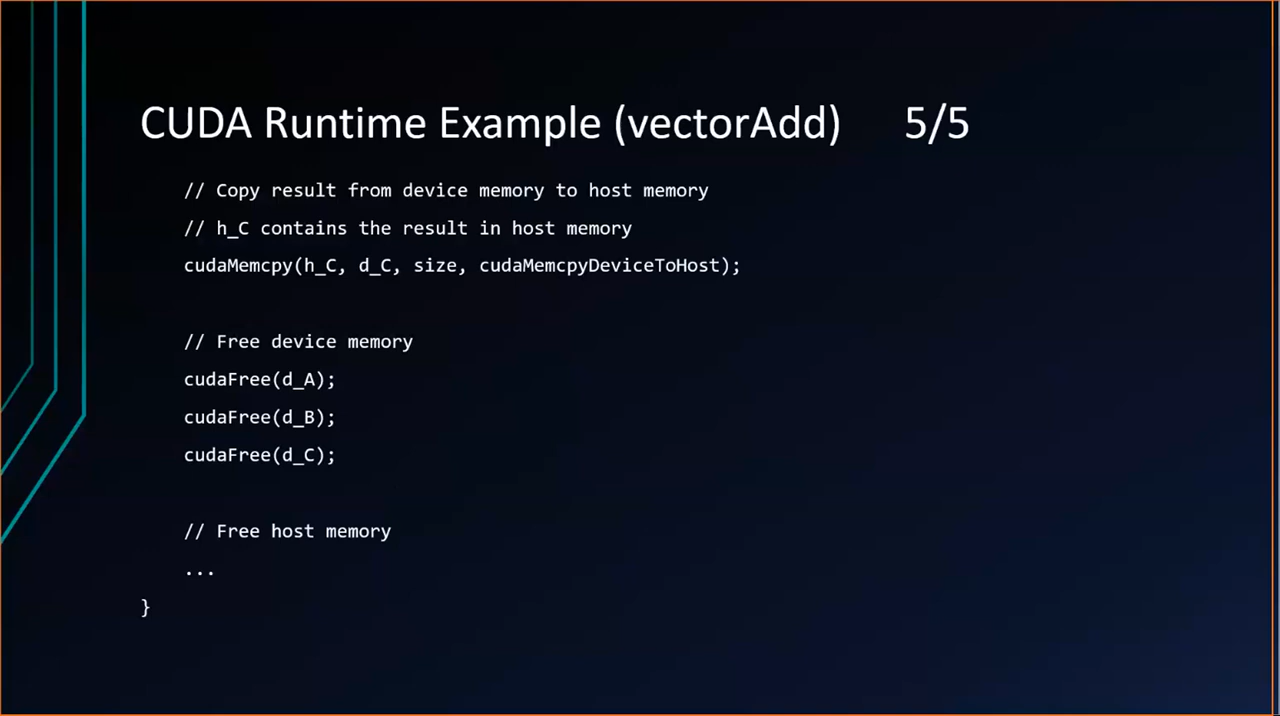 CUDA Runtime Example (vectorAdd) 5/5
// Copy result from device memory to host memory
// h_C contains the result in host memory
cudaMemcpy(h_C, d_C, size, cudaMemcpyDeviceToHost);
// Free device memory
cudaFree(d_A);
cudaFree(d_B);
cudaFree(d_C);
// Free host memory
...
}